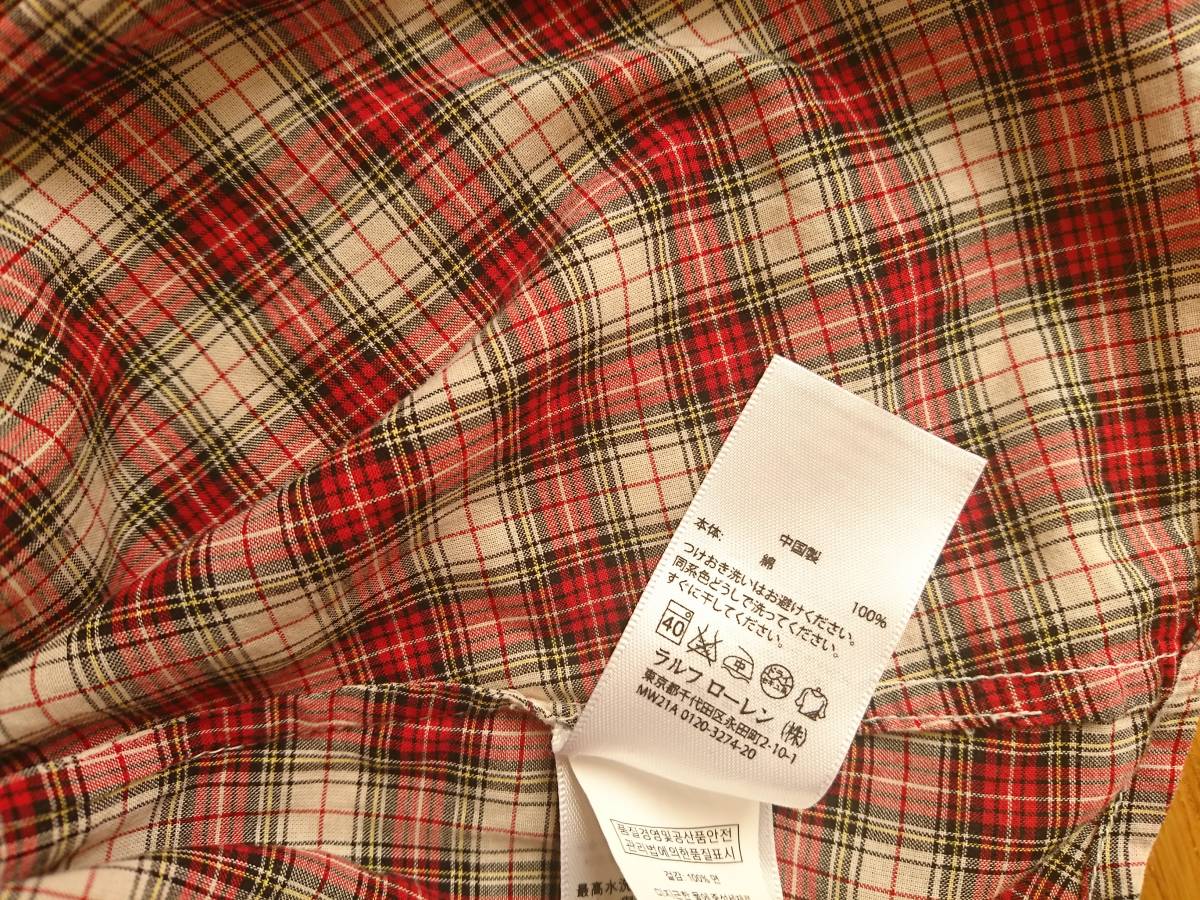 中国製
本体:
綿 100%
つけおき洗いはお避けください。
同系色どうしで洗ってください。
すぐに干してください。
40
ラルフ ローレン (株)
東京都千代田区永田町2-10-1
MW21A 0120-3274-20
품질경영및공산품안전
관리법에의한품질표시
겉감: 100% 면
最高水